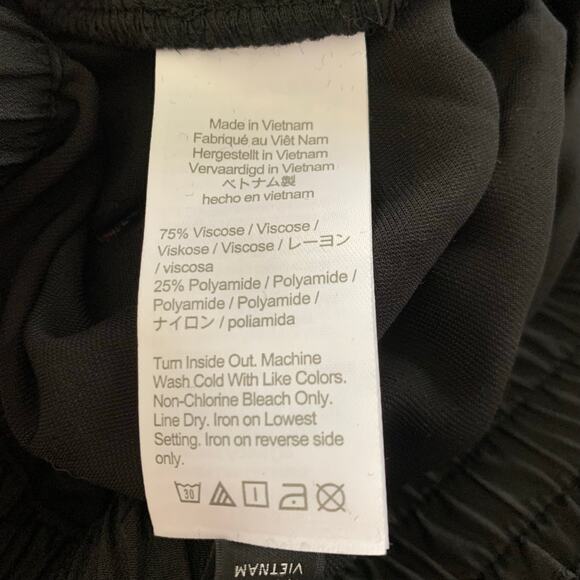 Made in Vietnam
Fabriqué au Viêt Nam
Hergestellt in Vietnam
Vervaardigd in Vietnam
ベトナム製
hecho en vietnam
75% Viscose / Viscose /
Viskose / Viscose / レーヨン
/ viscosa
25% Polyamide / Polyamide /
Polyamide / Polyamide /
ナイロン / poliamida
Turn Inside Out. Machine
Wash Cold With Like Colors.
Non-Chlorine Bleach Only.
Line Dry. Iron on Lowest
Setting. Iron on reverse side
only.
30
VIETNAM